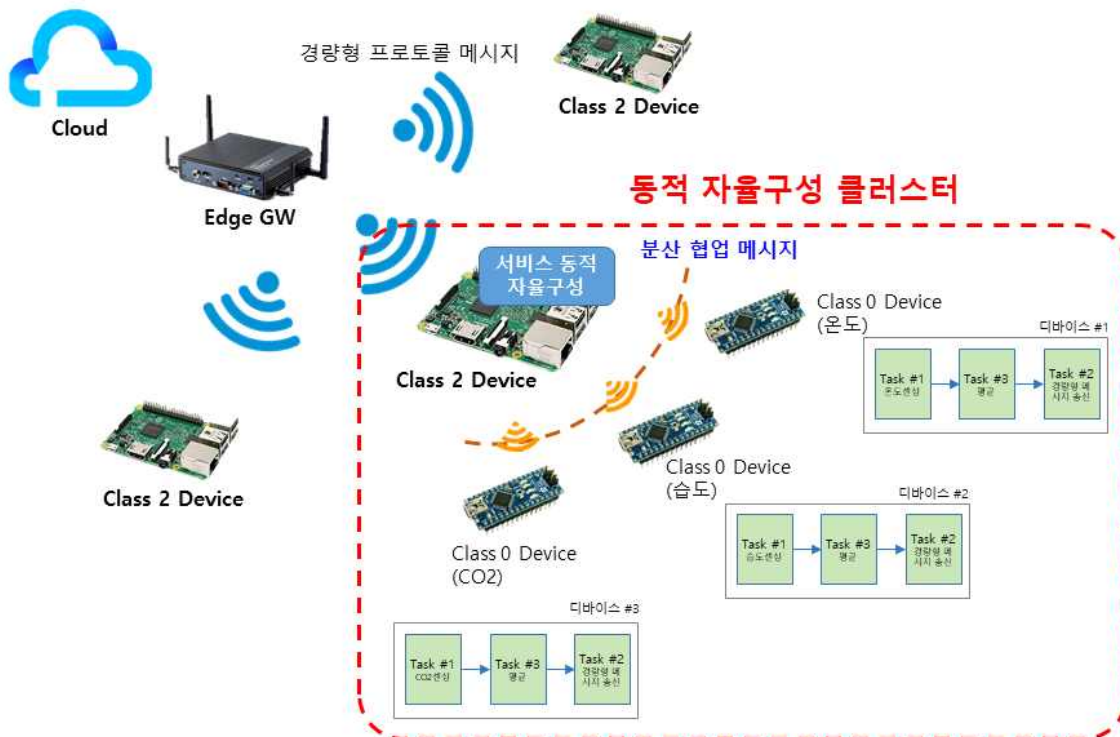 경량형 프로토콜 메시지
Class 2 Device
Cloud
Edge GW
동적 자율구성 클러스터
분산 협업 메시지
서비스 동적
자율구성
Class 2 Device
Class 0 Device
(온도)
디바이스 #1
Task #1
온도센싱
Task #3
평균
Task #2
경량형 메
시지 송신
Class 2 Device
Class 0 Device
(습도)
디바이스 #2
Task #1
습도센싱
Task #3
평균
Task #2
경량형 메
시지 송신
Class 0 Device
(CO2)
디바이스 #3
Task #1
CO2센싱
Task #3
평균
Task #2
경량형 메
시지 송신